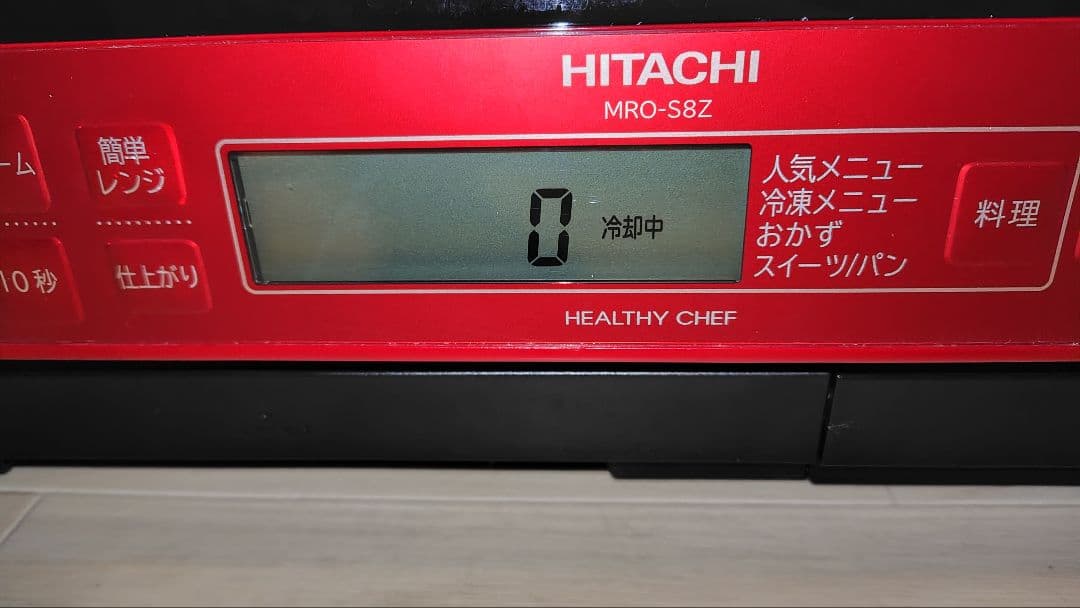 HITACHI
MRO-S8Z
ーム
簡単
レンジ
10秒
仕上がり
0 冷却中
人気メニュー
冷凍メニュー
おかず
スイーツ/パン
料理
HEALTHY CHEF